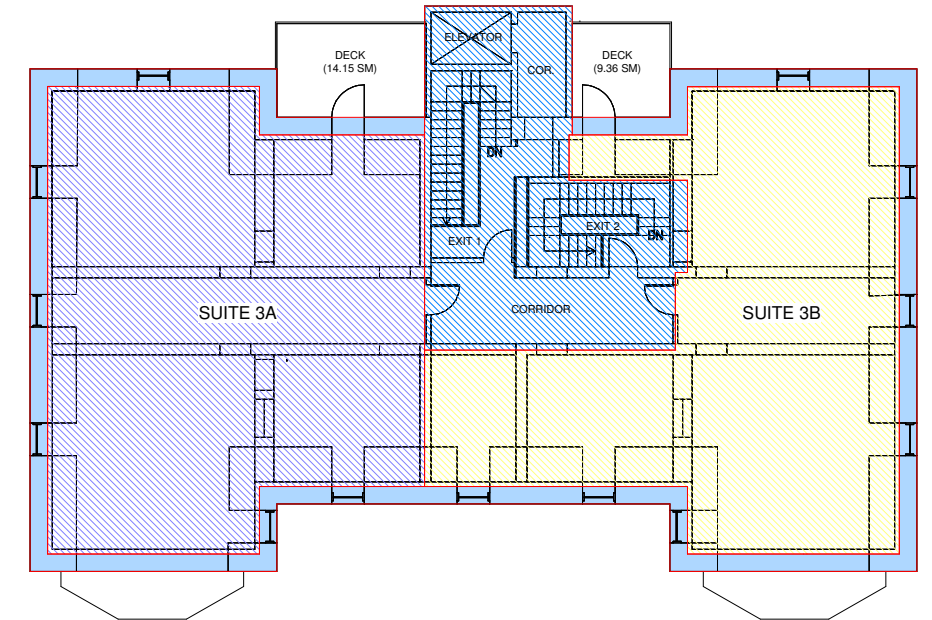 ELEVATOR
DECK
(14.15 SM)
COR.
DECK
(9.36 SM)
DN
EXIT 1
EXIT 2
DN
SUITE 3A
CORRIDOR
SUITE 3B